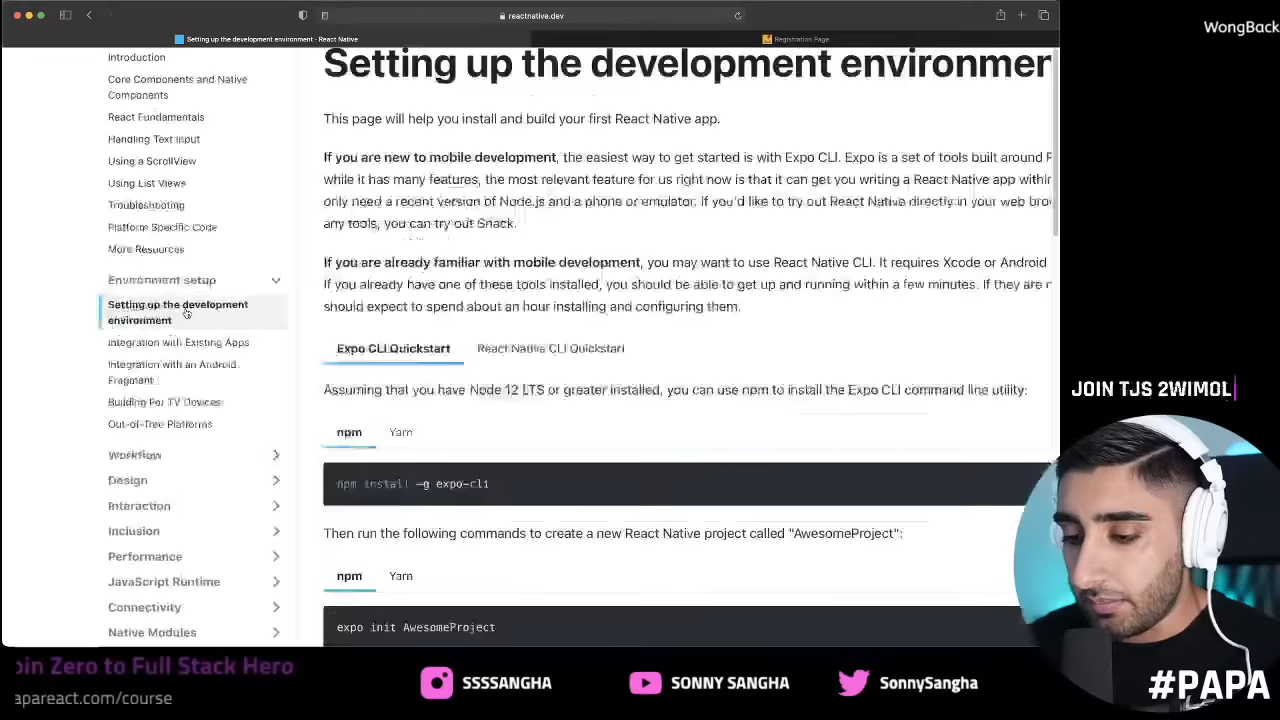 reactnative.dev
WongBack
Setting up the development environment - React Native
Registration Page
Introduction
Core Components and Native
Components
React Fundamentals
Handling Text Input
Using a ScrollView
Using List Views
Troubleshooting
Platform Specific Code
More Resources
Environment setup
Setting up the development
environment
Integration with Existing Apps
Integration with an Android
Fragment
Building For TV Devices
Out-of-Tree Platforms
Workflow
Design
Interaction
Inclusion
Performance
JavaScript Runtime
Connectivity
Native Modules
Setting up the development environmen
This page will help you install and build your first React Native app.
If you are new to mobile development, the easiest way to get started is with Expo CLI. Expo is a set of tools built around R
while it has many features, the most relevant feature for us right now is that it can get you writing a React Native app within
only need a recent version of Node.js and a phone or emulator. If you'd like to try out React Native directly in your web brow
any tools, you can try out Snack.
If you are already familiar with mobile development, you may want to use React Native CLI. It requires Xcode or Android
If you already have one of these tools installed, you should be able to get up and running within a few minutes. If they are n
should expect to spend about an hour installing and configuring them.
Expo CLI Quickstart
React Native CLI Quickstart
Assuming that you have Node 12 LTS or greater installed, you can use npm to install the Expo CLI command line utility:
npm Yarn
npm install -g expo-cli
Then run the following commands to create a new React Native project called "AwesomeProject":
npm Yarn
expo init AwesomeProject
JOIN TJS 2WIMOL
oin Zero to Full Stack Hero
apareact.com/course
SSSSANGHA
SONNY SANGHA
SonnySangha
#PAPA